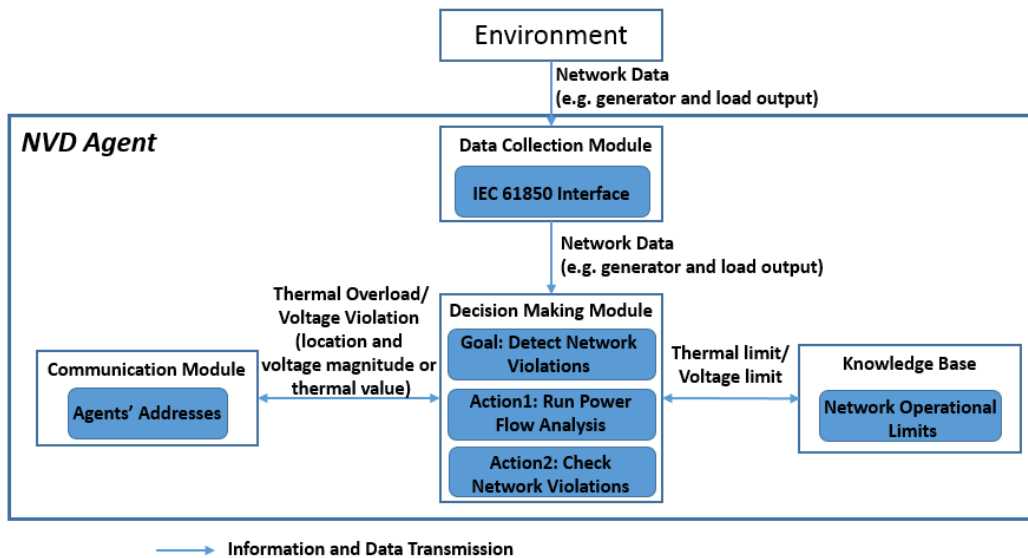 Environment
Network Data
(e.g. generator and load output)
NVD Agent
Data Collection Module
IEC 61850 Interface
Network Data
(e.g. generator and load output)
Thermal Overload/
Voltage Violation
(location and
voltage magnitude or
thermal value)
Decision Making Module
Goal: Detect Network
Violations
Action1: Run Power
Flow Analysis
Action2: Check
Network Violations
Communication Module
Agents' Addresses
Thermal limit/
Voltage limit
Knowledge Base
Network Operational
Limits
Information and Data Transmission